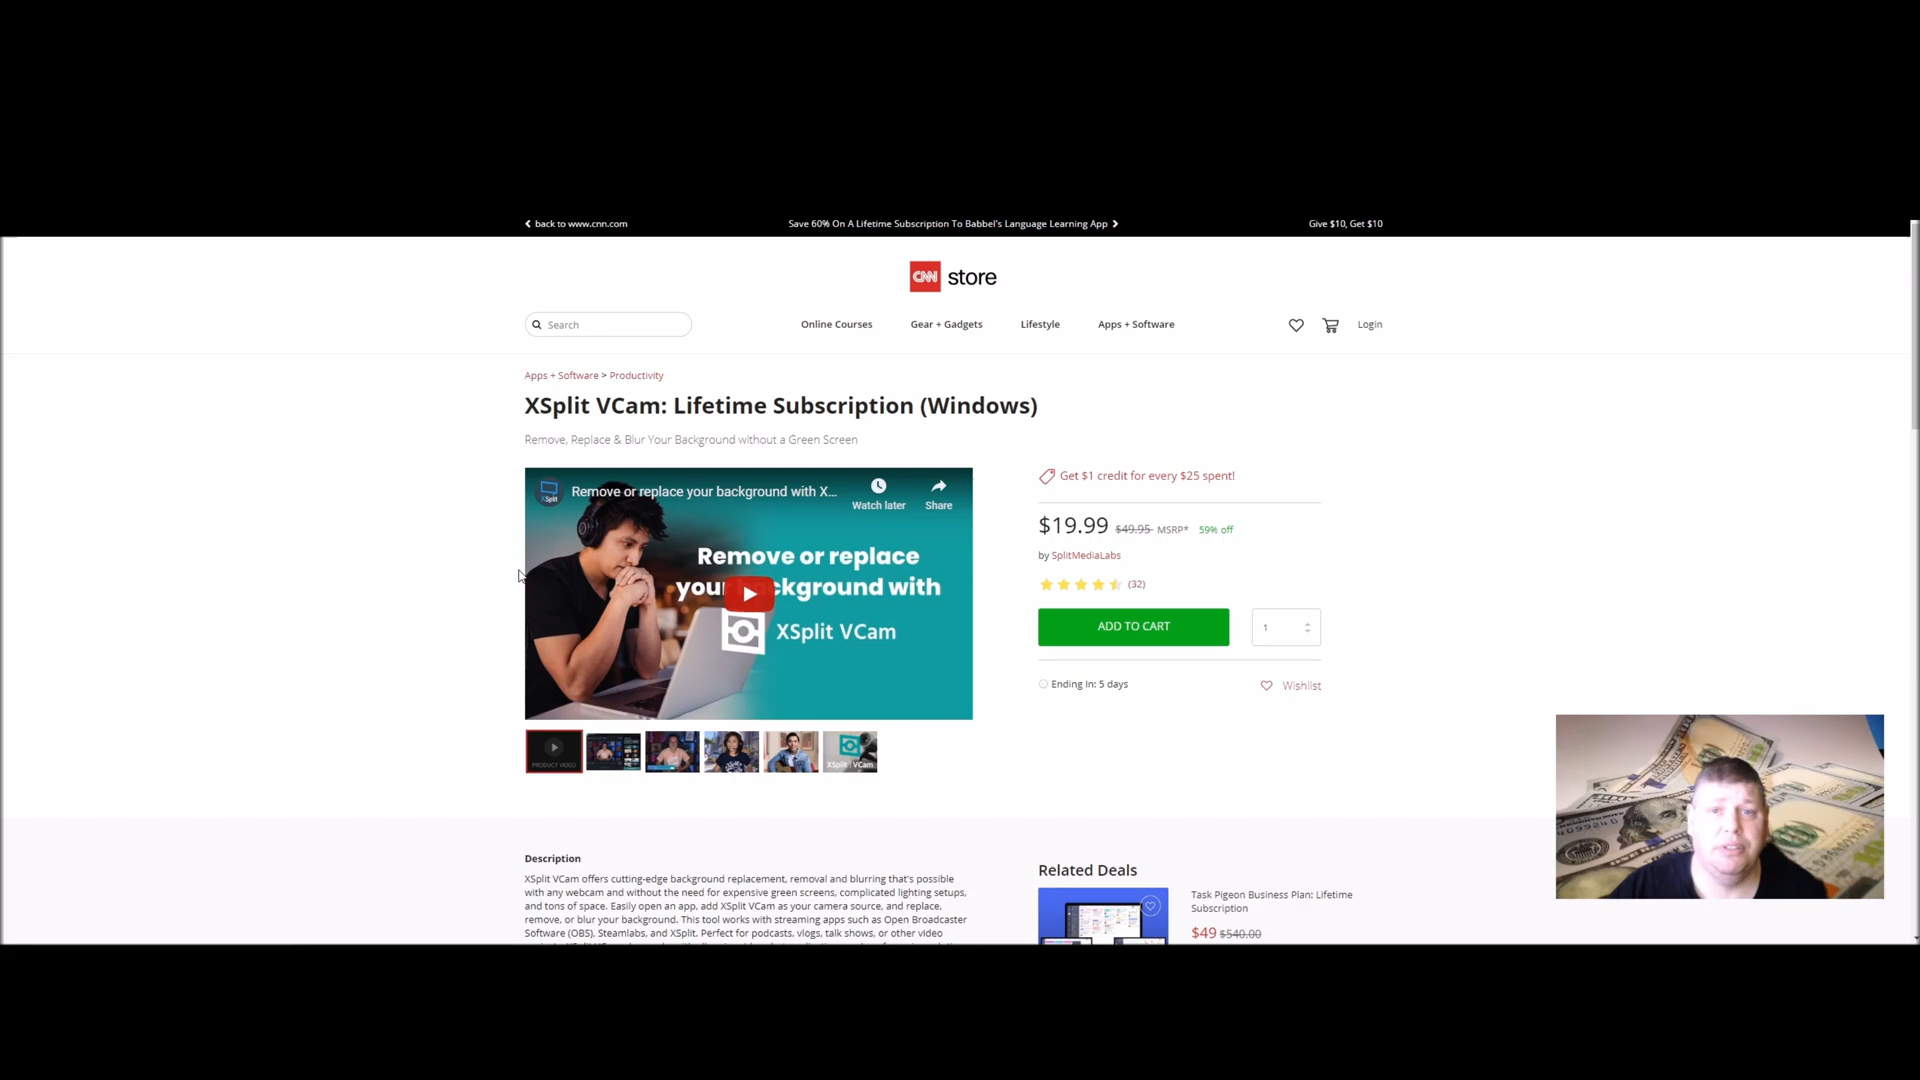 back to www.cnn.com
Save 60% On A Lifetime Subscription To Babbel's Language Learning App
Give $10, Get $10
CNN store
Search
Online Courses
Gear + Gadgets
Lifestyle
Apps + Software
Login
Apps + Software > Productivity
XSplit VCam: Lifetime Subscription (Windows)
Remove, Replace & Blur Your Background without a Green Screen
XSplit
Remove or replace your background with X...
Watch later
Share
Remove or replace
your background with
XSplit VCam
PRODUCT VIDEO
XSplit VCam
Get $1 credit for every $25 spent!
$19.99 $49.95 MSRP* 59% off
by SplitMediaLabs
(32)
ADD TO CART
1
Ending In: 5 days
Wishlist
Description
XSplit VCam offers cutting-edge background replacement, removal and blurring that's possible
with any webcam and without the need for expensive green screens, complicated lighting setups,
and tons of space. Easily open an app, add XSplit VCam as your camera source, and replace,
remove, or blur your background. This tool works with streaming apps such as Open Broadcaster
Software (OBS), Steamlabs, and XSplit. Perfect for podcasts, vlogs, talk shows, or other video
Related Deals
Task Pigeon Business Plan: Lifetime
Subscription
$49 $540.00